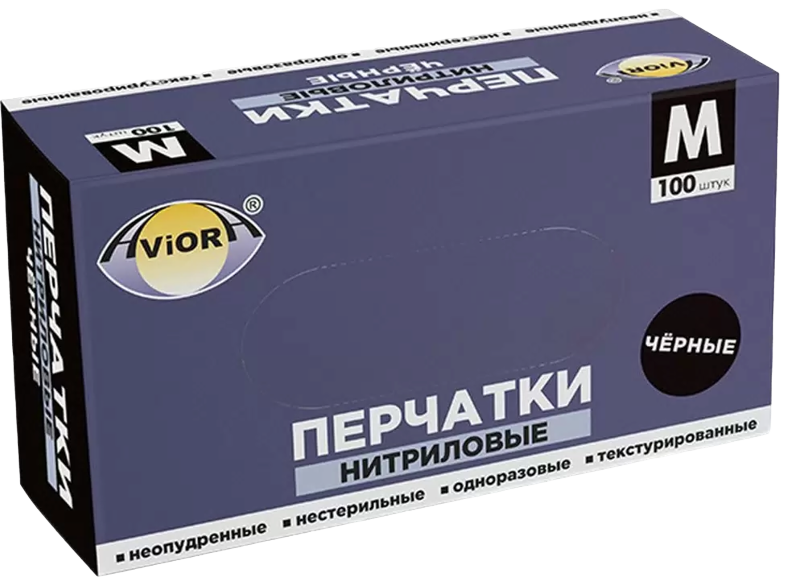 неопудренные ▪ нестерильные ▪ одноразовые ▪ текстурированные
ПЕРЧАТКИ
НИТРИЛОВЫЕ
ЧЁРНЫЕ
AViORA
M
100 штук
AViORA®
M
100 штук
ЧЁРНЫЕ
ПЕРЧАТКИ
НИТРИЛОВЫЕ
▪ неопудренные ▪ нестерильные ▪ одноразовые ▪ текстурированные
ПЕРЧАТКИ
НИТРИЛОВЫЕ
ЧЁРНЫЕ